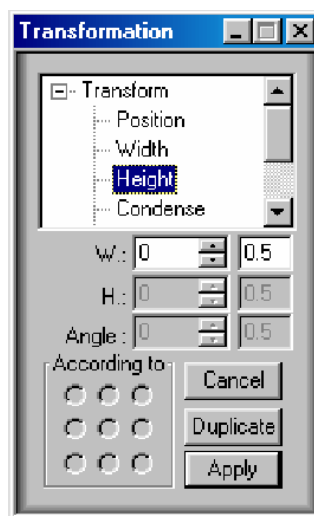 Transformation
Transform
Position
Width
Height
Condense
W.: 0 0.5
H.: 0 0.5
Angle : 0 0.5
According to
Cancel
Duplicate
Apply